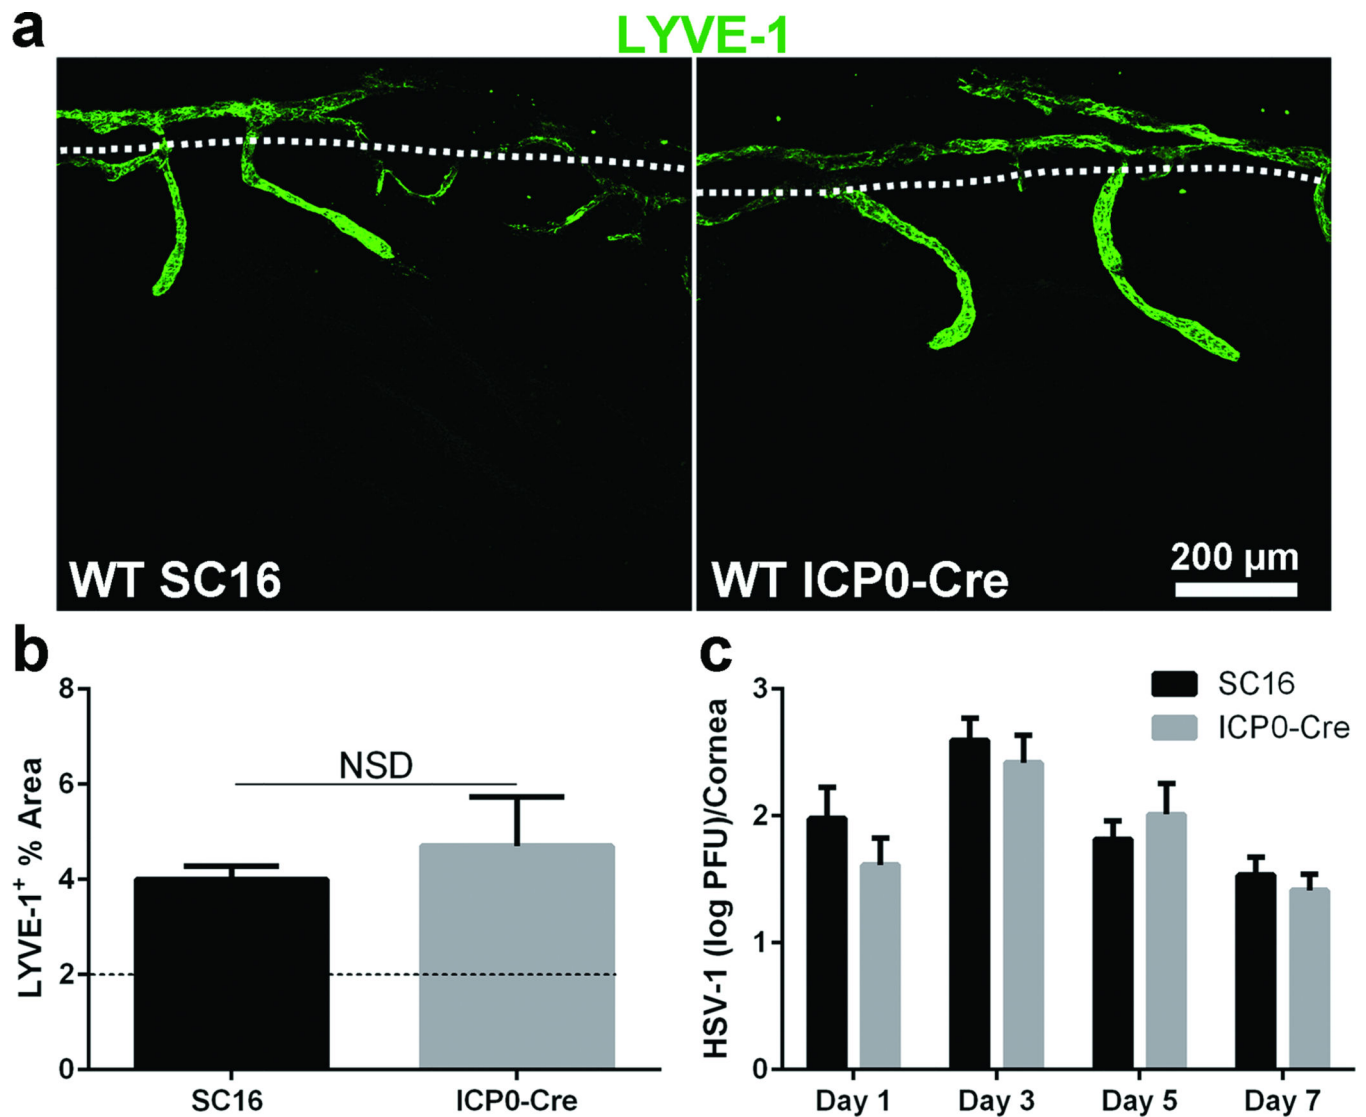 a
LYVE-1
WT SC16
WT ICP0-Cre
200 µm
b
LYVE-1⁺ % Area
8
6
4
2
0
NSD
SC16
ICP0-Cre
c
HSV-1 (log PFU)/Cornea
3
2
1
0
SC16
ICP0-Cre
Day 1
Day 3
Day 5
Day 7